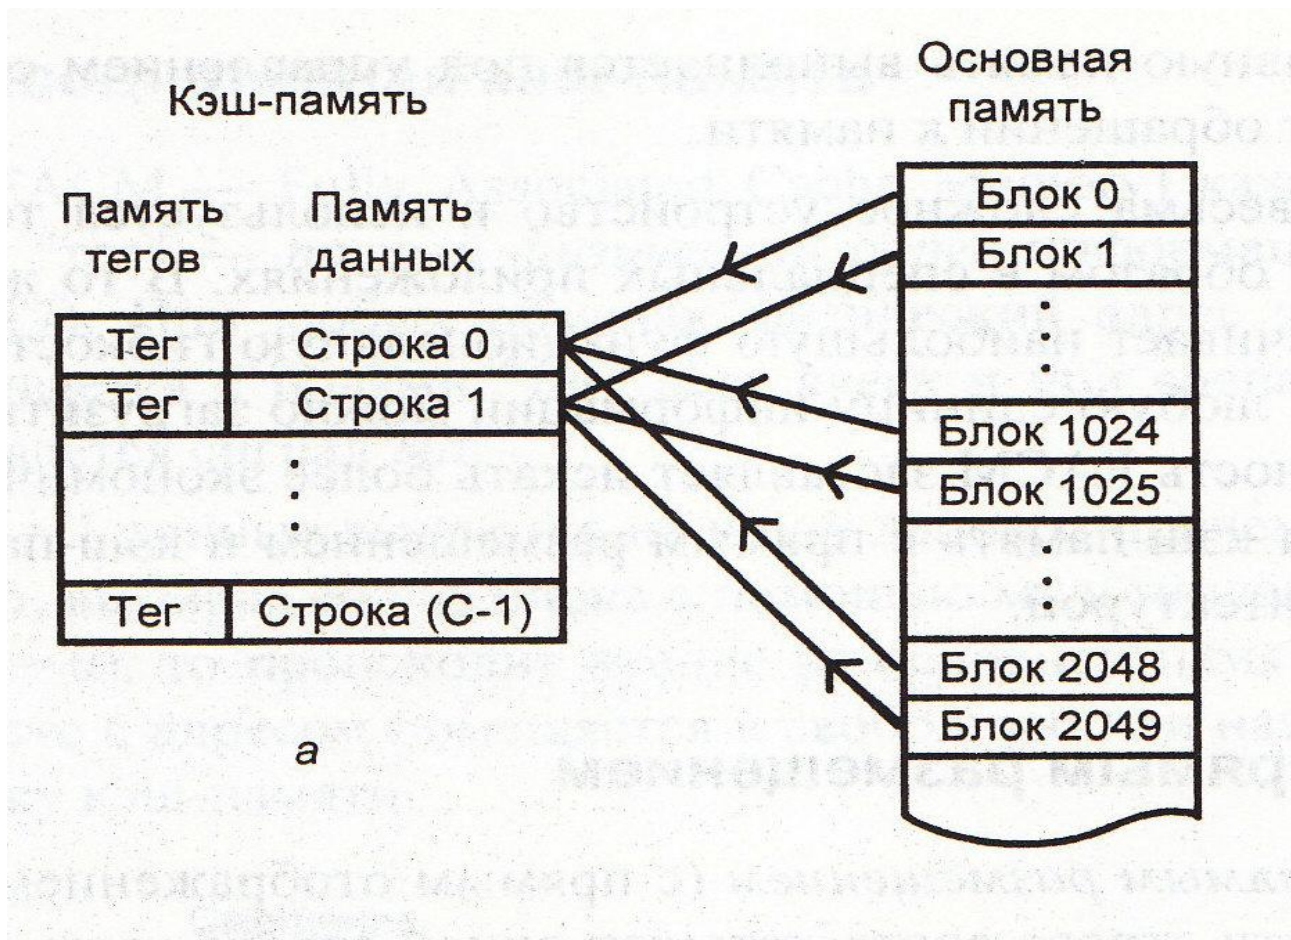 Кэш-память
Память
тегов
Память
данных
Тег
Строка 0
Тег
Строка 1
Тег
Строка (С-1)
а
Основная
память
Блок 0
Блок 1
Блок 1024
Блок 1025
Блок 2048
Блок 2049